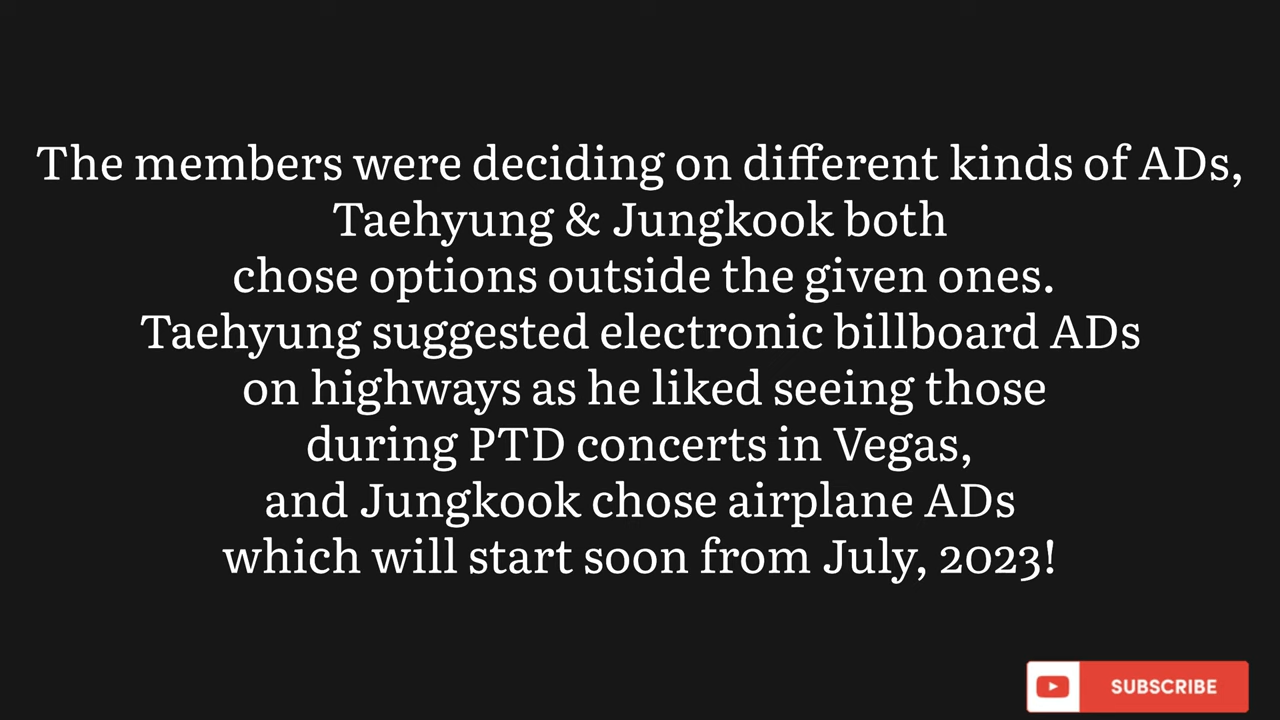 The members were deciding on different kinds of ADs,
Taehyung & Jungkook both
chose options outside the given ones.
Taehyung suggested electronic billboard ADs
on highways as he liked seeing those
during PTD concerts in Vegas,
and Jungkook chose airplane ADs
which will start soon from July, 2023!
SUBSCRIBE